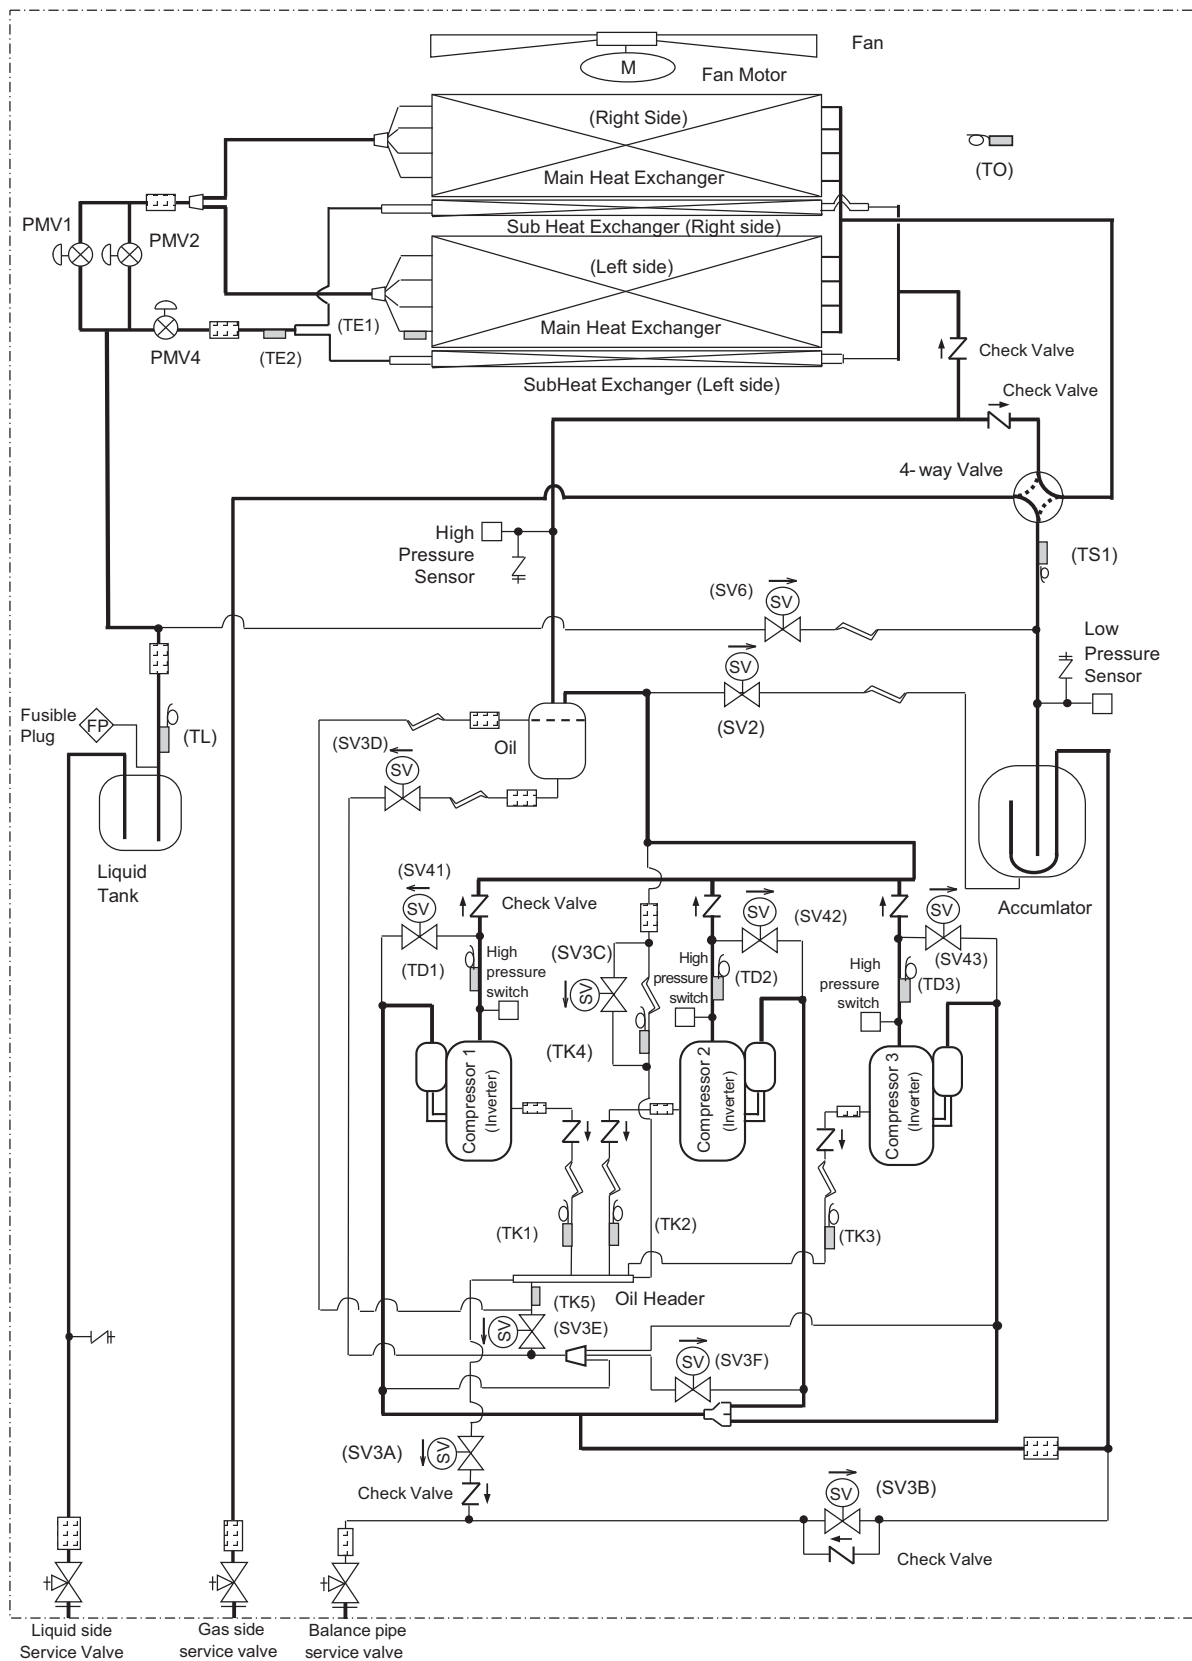 Fan
M
Fan Motor
(Right Side)
Main Heat Exchanger
(TO)
PMV1
PMV2
Sub Heat Exchanger (Right side)
(Left side)
Main Heat Exchanger
(TE1)
(TE2)
PMV4
SubHeat Exchanger (Left side)
Check Valve
Check Valve
4- way Valve
High
Pressure
Sensor
(TS1)
(SV6)
SV
Low
Pressure
Sensor
SV
(SV2)
Fusible
Plug
FP
(TL)
Oil
(SV3D)
SV
Liquid
Tank
Accumlator
(SV41)
SV
Check Valve
SV
(SV42)
SV
(SV43)
(TD1)
High
pressure
switch
(SV3C)
SV
(TK4)
High
pressure
switch
(TD2)
High
pressure
switch
(TD3)
Compressor 1
(Inverter)
Compressor 2
(Inverter)
Compressor 3
(Inverter)
(TK1)
(TK2)
(TK3)
Oil Header
(TK5)
SV
(SV3E)
SV
(SV3F)
(SV3A)
SV
Check Valve
SV
(SV3B)
Check Valve
Liquid side
Service Valve
Gas side
service valve
Balance pipe
service valve